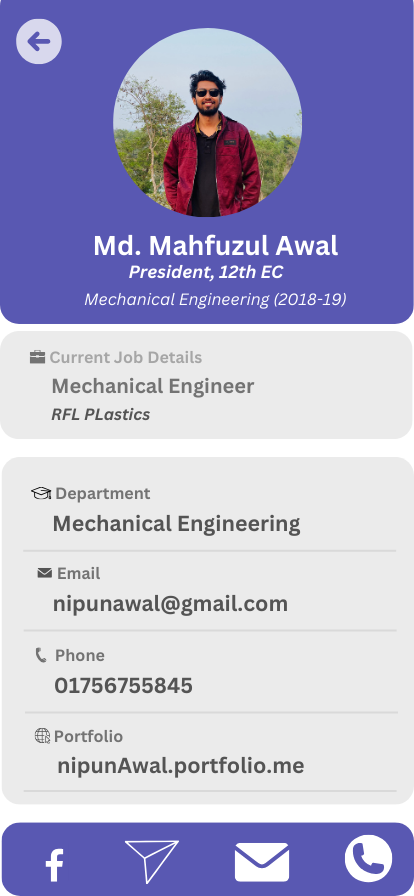 Md. Mahfuzul Awal
President, 12th EC
Mechanical Engineering (2018-19)
Current Job Details
Mechanical Engineer
RFL PLastics
Department
Mechanical Engineering
Email
nipunawal@gmail.com
Phone
01756755845
Portfolio
nipunAwal.portfolio.me